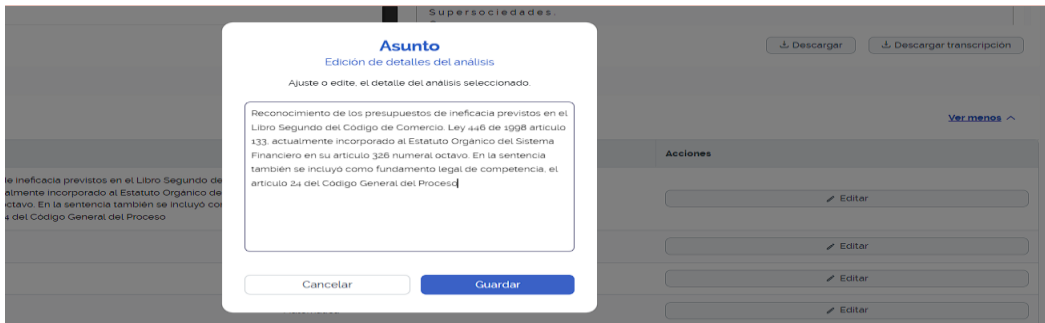 Supersociedades.
Descargar
Descargar transcripción
Asunto
Edición de detalles del análisis
Ajuste o edite, el detalle del análisis seleccionado.
Reconocimiento de los presupuestos de ineficacia previstos en el
Libro Segundo del Código de Comercio. Ley 446 de 1998 artículo
133, actualmente incorporado al Estatuto Orgánico del Sistema
Financiero en su artículo 326 numeral octavo. En la sentencia
también se incluyó como fundamento legal de competencia, el
artículo 24 del Código General del Proceso
Cancelar
Guardar
Ver menos
Acciones
de ineficacia previstos en el Libro Segundo de
almente incorporado al Estatuto Orgánico de
octavo. En la sentencia también se incluyó co
4 del Código General del Proceso
Editar
Editar
Editar
Editar